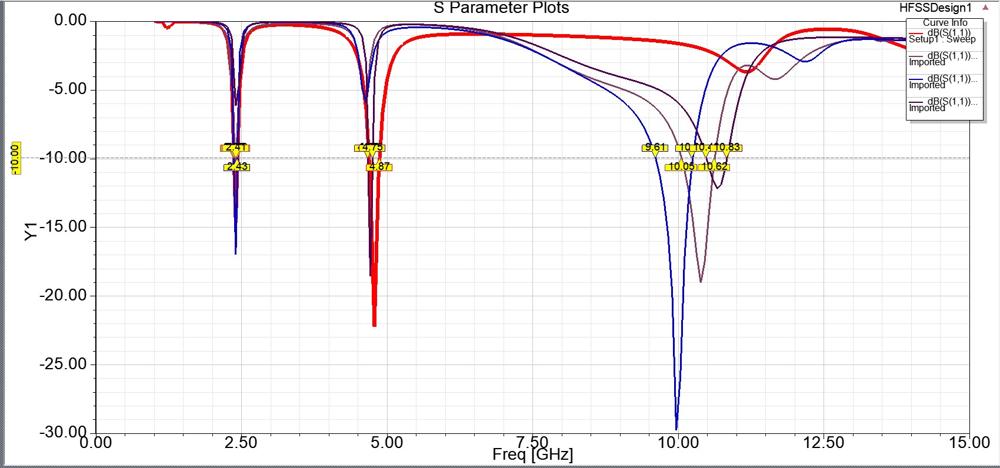 S Parameter Plots
HFSSDesign1
Curve Info
dB(S(1,1))
Setup1 : Sweep
dB(S(1,1))...
Imported
dB(S(1,1))...
Imported
dB(S(1,1))...
Imported
0.00
-5.00
-10.00
-15.00
-20.00
-25.00
-30.00
Y1
-10.00
2.41
2.43
4.75
4.87
9.61
10.05
10.62
10.83
0.00
2.50
5.00
7.50
10.00
12.50
15.00
Freq [GHz]